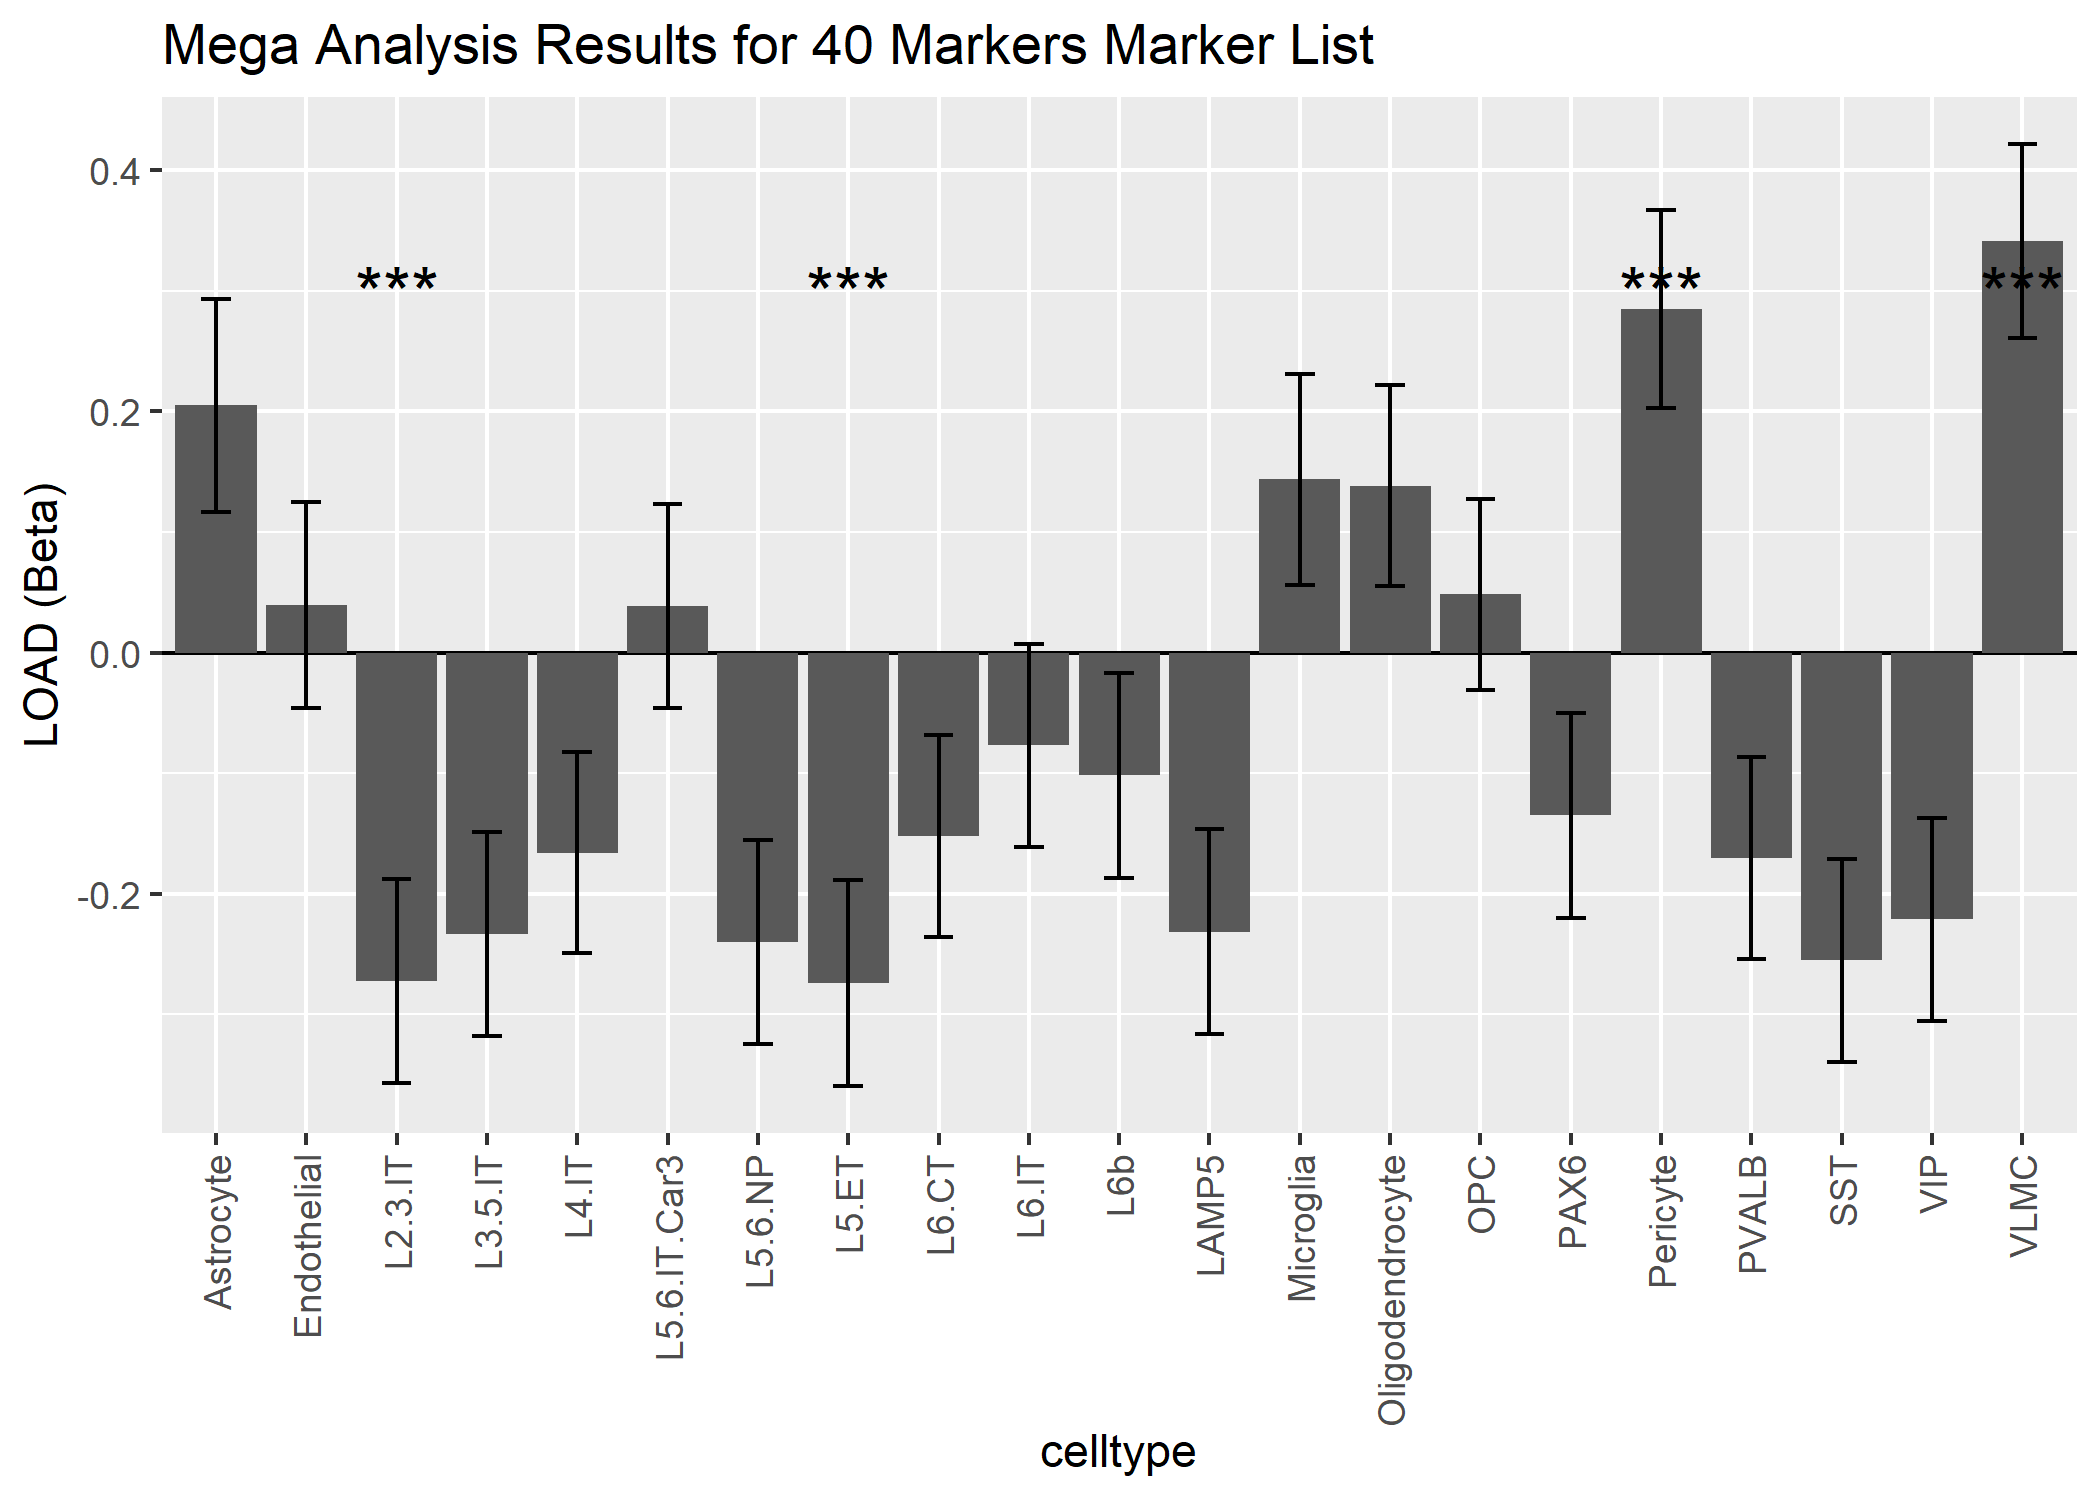 Mega Analysis Results for 40 Markers Marker List
LOAD (Beta)
0.4
0.2
0.0
-0.2
*** *** *** ***
Astrocyte
Endothelial
L2.3.IT
L3.5.IT
L4.IT
L5.6.IT.Car3
L5.6.NP
L5.ET
L6.CT
L6.IT
L6b
LAMP5
Microglia
Oligodendrocyte
OPC
PAX6
Pericyte
PVALB
SST
VIP
VLMC
celltype